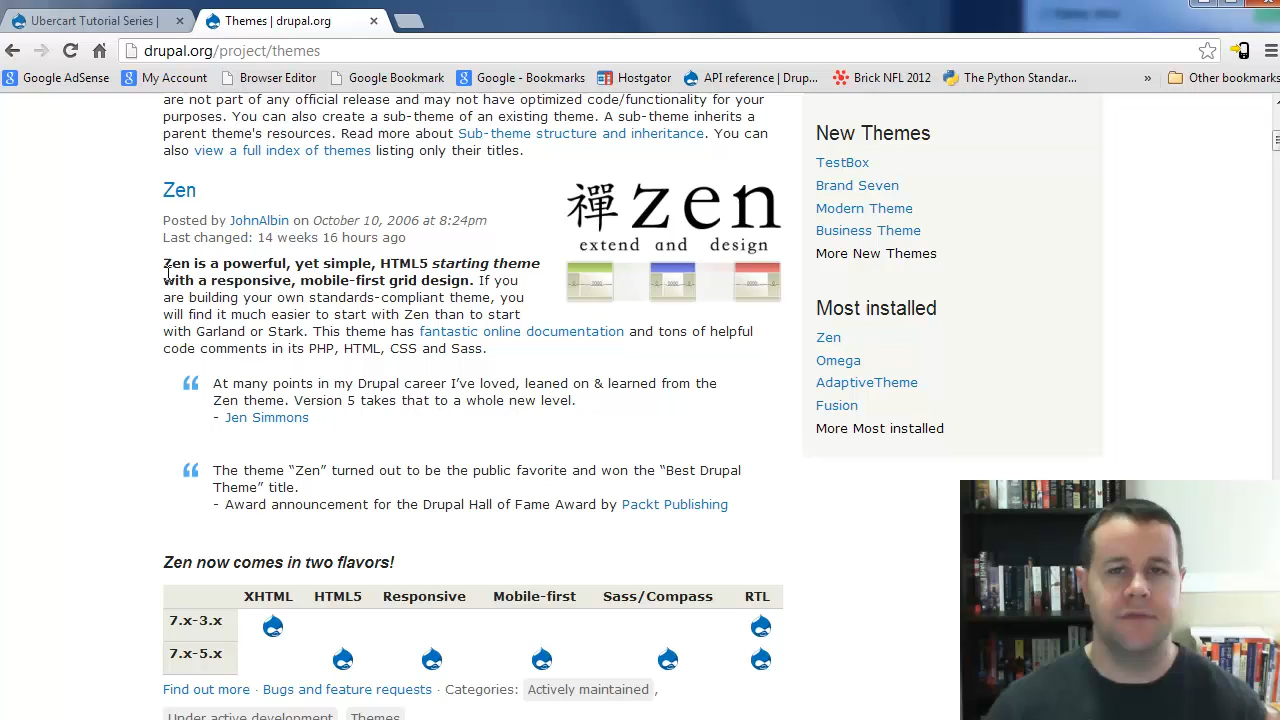 Ubercart Tutorial Series |
Themes | drupal.org
drupal.org/project/themes
Google AdSense
My Account
Browser Editor
Google Bookmark
Google - Bookmarks
Hostgator
API reference | Drup...
Brick NFL 2012
The Python Standar...
»
Other bookmarks
are not part of any official release and may not have optimized code/functionality for your
purposes. You can also create a sub-theme of an existing theme. A sub-theme inherits a
parent theme's resources. Read more about Sub-theme structure and inheritance. You can
also view a full index of themes listing only their titles.
Zen
Posted by JohnAlbin on October 10, 2006 at 8:24pm
Last changed: 14 weeks 16 hours ago
禪 zen
extend and design
Zen is a powerful, yet simple, HTML5 starting theme
with a responsive, mobile-first grid design. If you
are building your own standards-compliant theme, you
will find it much easier to start with Zen than to start
with Garland or Stark. This theme has fantastic online documentation and tons of helpful
code comments in its PHP, HTML, CSS and Sass.
“ At many points in my Drupal career I’ve loved, leaned on & learned from the
Zen theme. Version 5 takes that to a whole new level.
- Jen Simmons
“ The theme “Zen” turned out to be the public favorite and won the “Best Drupal
Theme” title.
- Award announcement for the Drupal Hall of Fame Award by Packt Publishing
Zen now comes in two flavors!
XHTML HTML5 Responsive Mobile-first Sass/Compass RTL
7.x-3.x
7.x-5.x
Find out more · Bugs and feature requests · Categories: Actively maintained ,
Under active development Themes
New Themes
TestBox
Brand Seven
Modern Theme
Business Theme
More New Themes
Most installed
Zen
Omega
AdaptiveTheme
Fusion
More Most installed